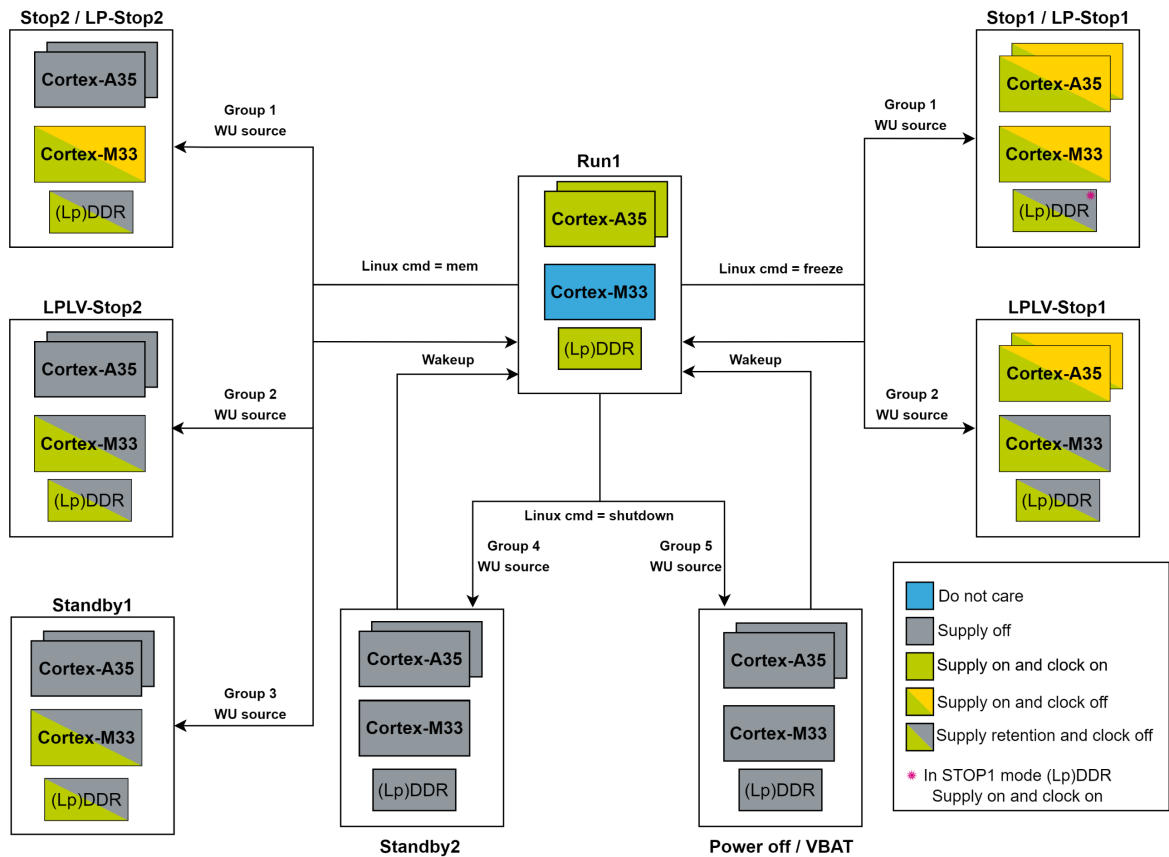 Stop2 / LP-Stop2
Cortex-A35
Cortex-M33
(Lp)DDR
Group 1
WU source
Stop1 / LP-Stop1
Cortex-A35
Cortex-M33
(Lp)DDR
*
Group 1
WU source
Run1
Cortex-A35
Cortex-M33
(Lp)DDR
Linux cmd = mem
Linux cmd = freeze
Wakeup
Wakeup
LPLV-Stop2
Cortex-A35
Cortex-M33
(Lp)DDR
Group 2
WU source
LPLV-Stop1
Cortex-A35
Cortex-M33
(Lp)DDR
Group 2
WU source
Linux cmd = shutdown
Group 4
WU source
Group 5
WU source
Standby1
Cortex-A35
Cortex-M33
(Lp)DDR
Group 3
WU source
Cortex-A35
Cortex-M33
(Lp)DDR
Standby2
Cortex-A35
Cortex-M33
(Lp)DDR
Power off / VBAT
Do not care
Supply off
Supply on and clock on
Supply on and clock off
Supply retention and clock off
* In STOP1 mode (Lp)DDR
Supply on and clock on